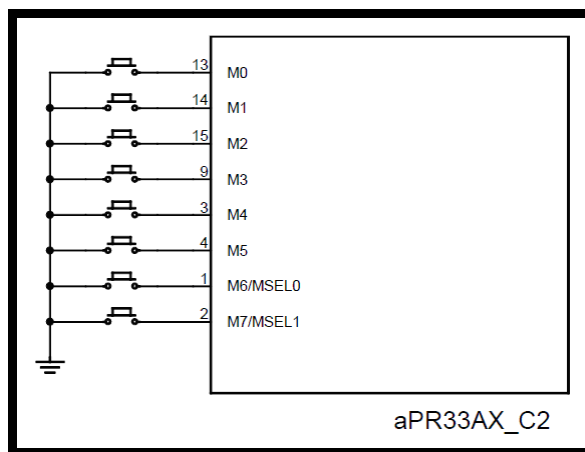 13 M0
14 M1
15 M2
9 M3
3 M4
4 M5
1 M6/MSEL0
2 M7/MSEL1
aPR33AX_C2